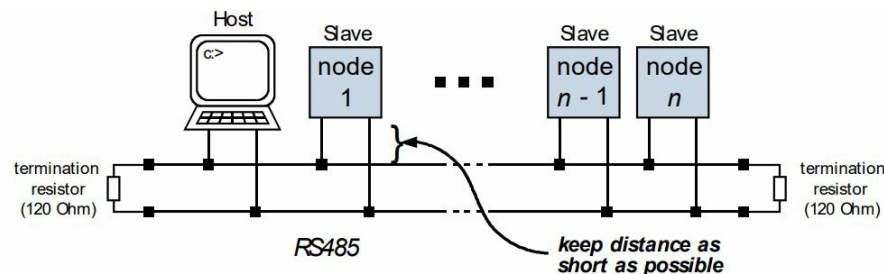 Host
c:>
Slave
node
1
Slave
node
n - 1
Slave
node
n
termination
resistor
(120 Ohm)
termination
resistor
(120 Ohm)
RS485
keep distance as
short as possible